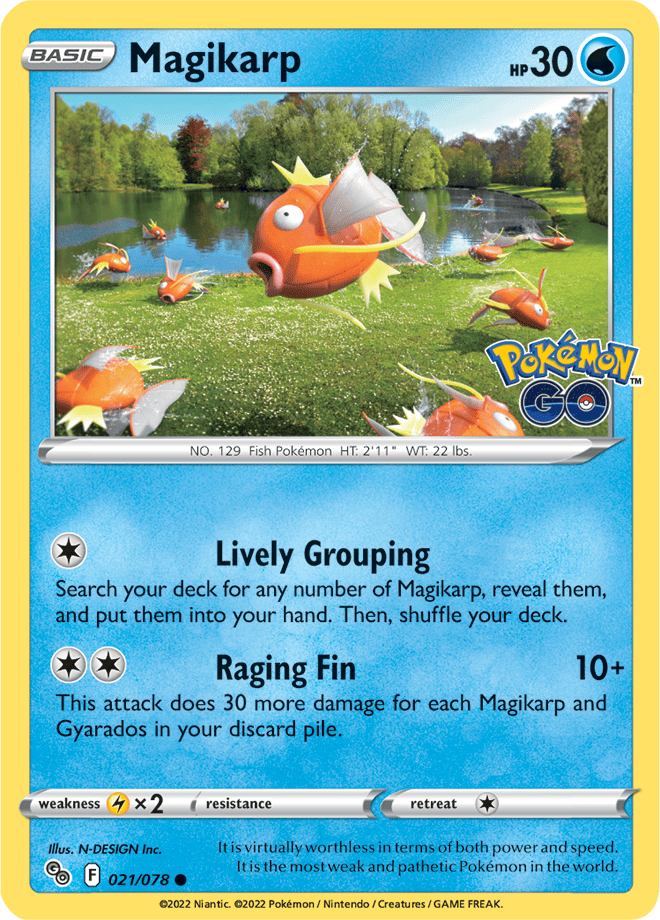 BASIC Magikarp HP 30
Pokémon GO ™
NO. 129 Fish Pokémon HT: 2'11" WT: 22 lbs.
Lively Grouping
Search your deck for any number of Magikarp, reveal them,
and put them into your hand. Then, shuffle your deck.
Raging Fin 10+
This attack does 30 more damage for each Magikarp and
Gyarados in your discard pile.
weakness ×2 resistance retreat
Illus. N-DESIGN Inc.
It is virtually worthless in terms of both power and speed.
It is the most weak and pathetic Pokémon in the world.
GO F 021/078 ●
©2022 Niantic. ©2022 Pokémon / Nintendo / Creatures / GAME FREAK.